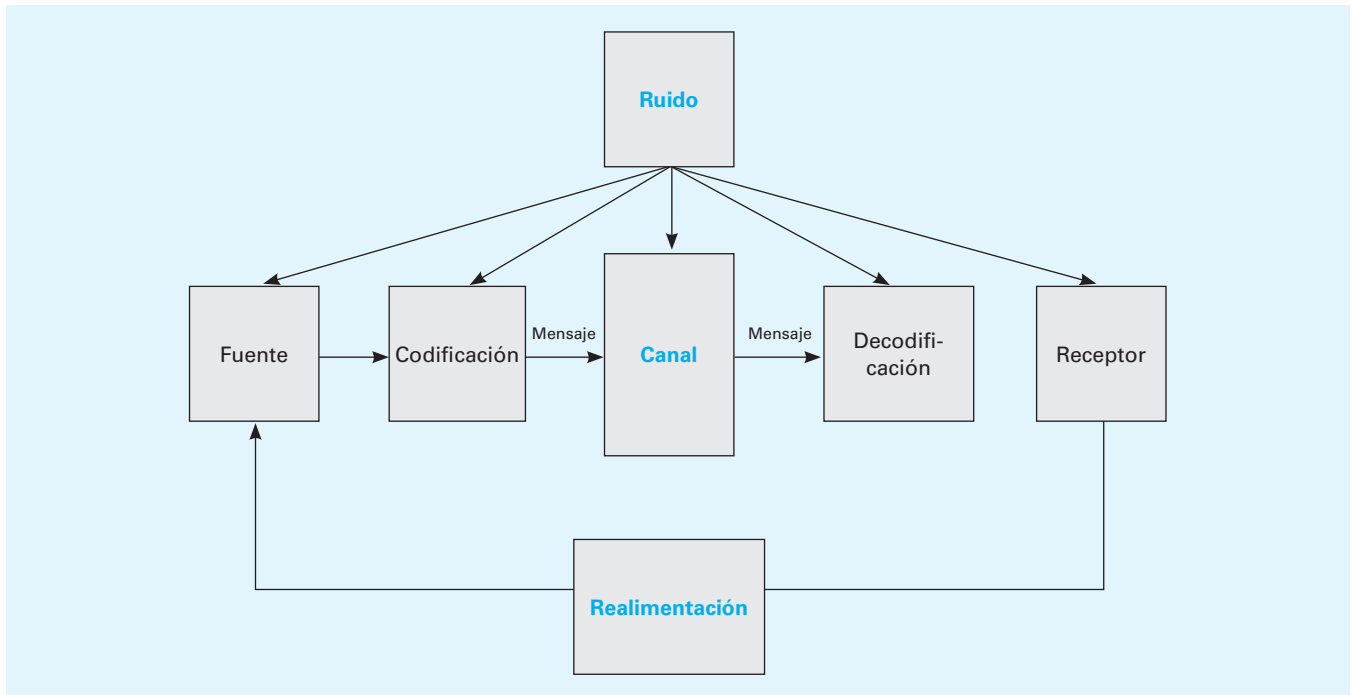 Ruido
Fuente
Codificación
Mensaje
Canal
Mensaje
Decodifi-
cación
Receptor
Realimentación